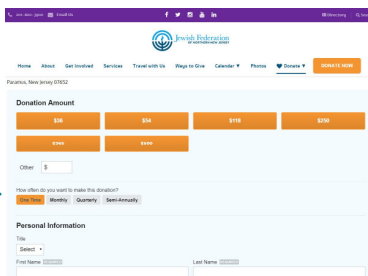 Email Us
Directory
Jewish Federation
OF NORTHERN NEW JERSEY
Home About Get Involved Services Travel with Us Ways to Give Calendar ▼ Photos Donate ▼ DONATE NOW
Paramus, New Jersey 07652
Donation Amount
$36 $54 $118 $250
Other $
How often do you want to make this donation?
One Time Monthly Quarterly Semi-Annually
Personal Information
Title
Select
First Name Last Name